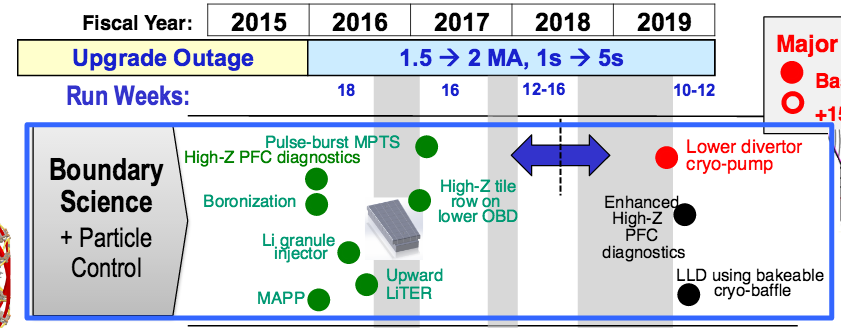 Fiscal Year: 2015 2016 2017 2018 2019
Upgrade Outage 1.5 → 2 MA, 1s → 5s
Run Weeks: 18 16 12-16 10-12
Major
Ba
+15
Boundary
Science
+ Particle
Control
Pulse-burst MPTS
High-Z PFC diagnostics
Boronization
Li granule
injector
MAPP
Upward
LiTER
High-Z tile
row on
lower OBD
Lower divertor
cryo-pump
Enhanced
High-Z
PFC
diagnostics
LLD using bakeable
cryo-baffle